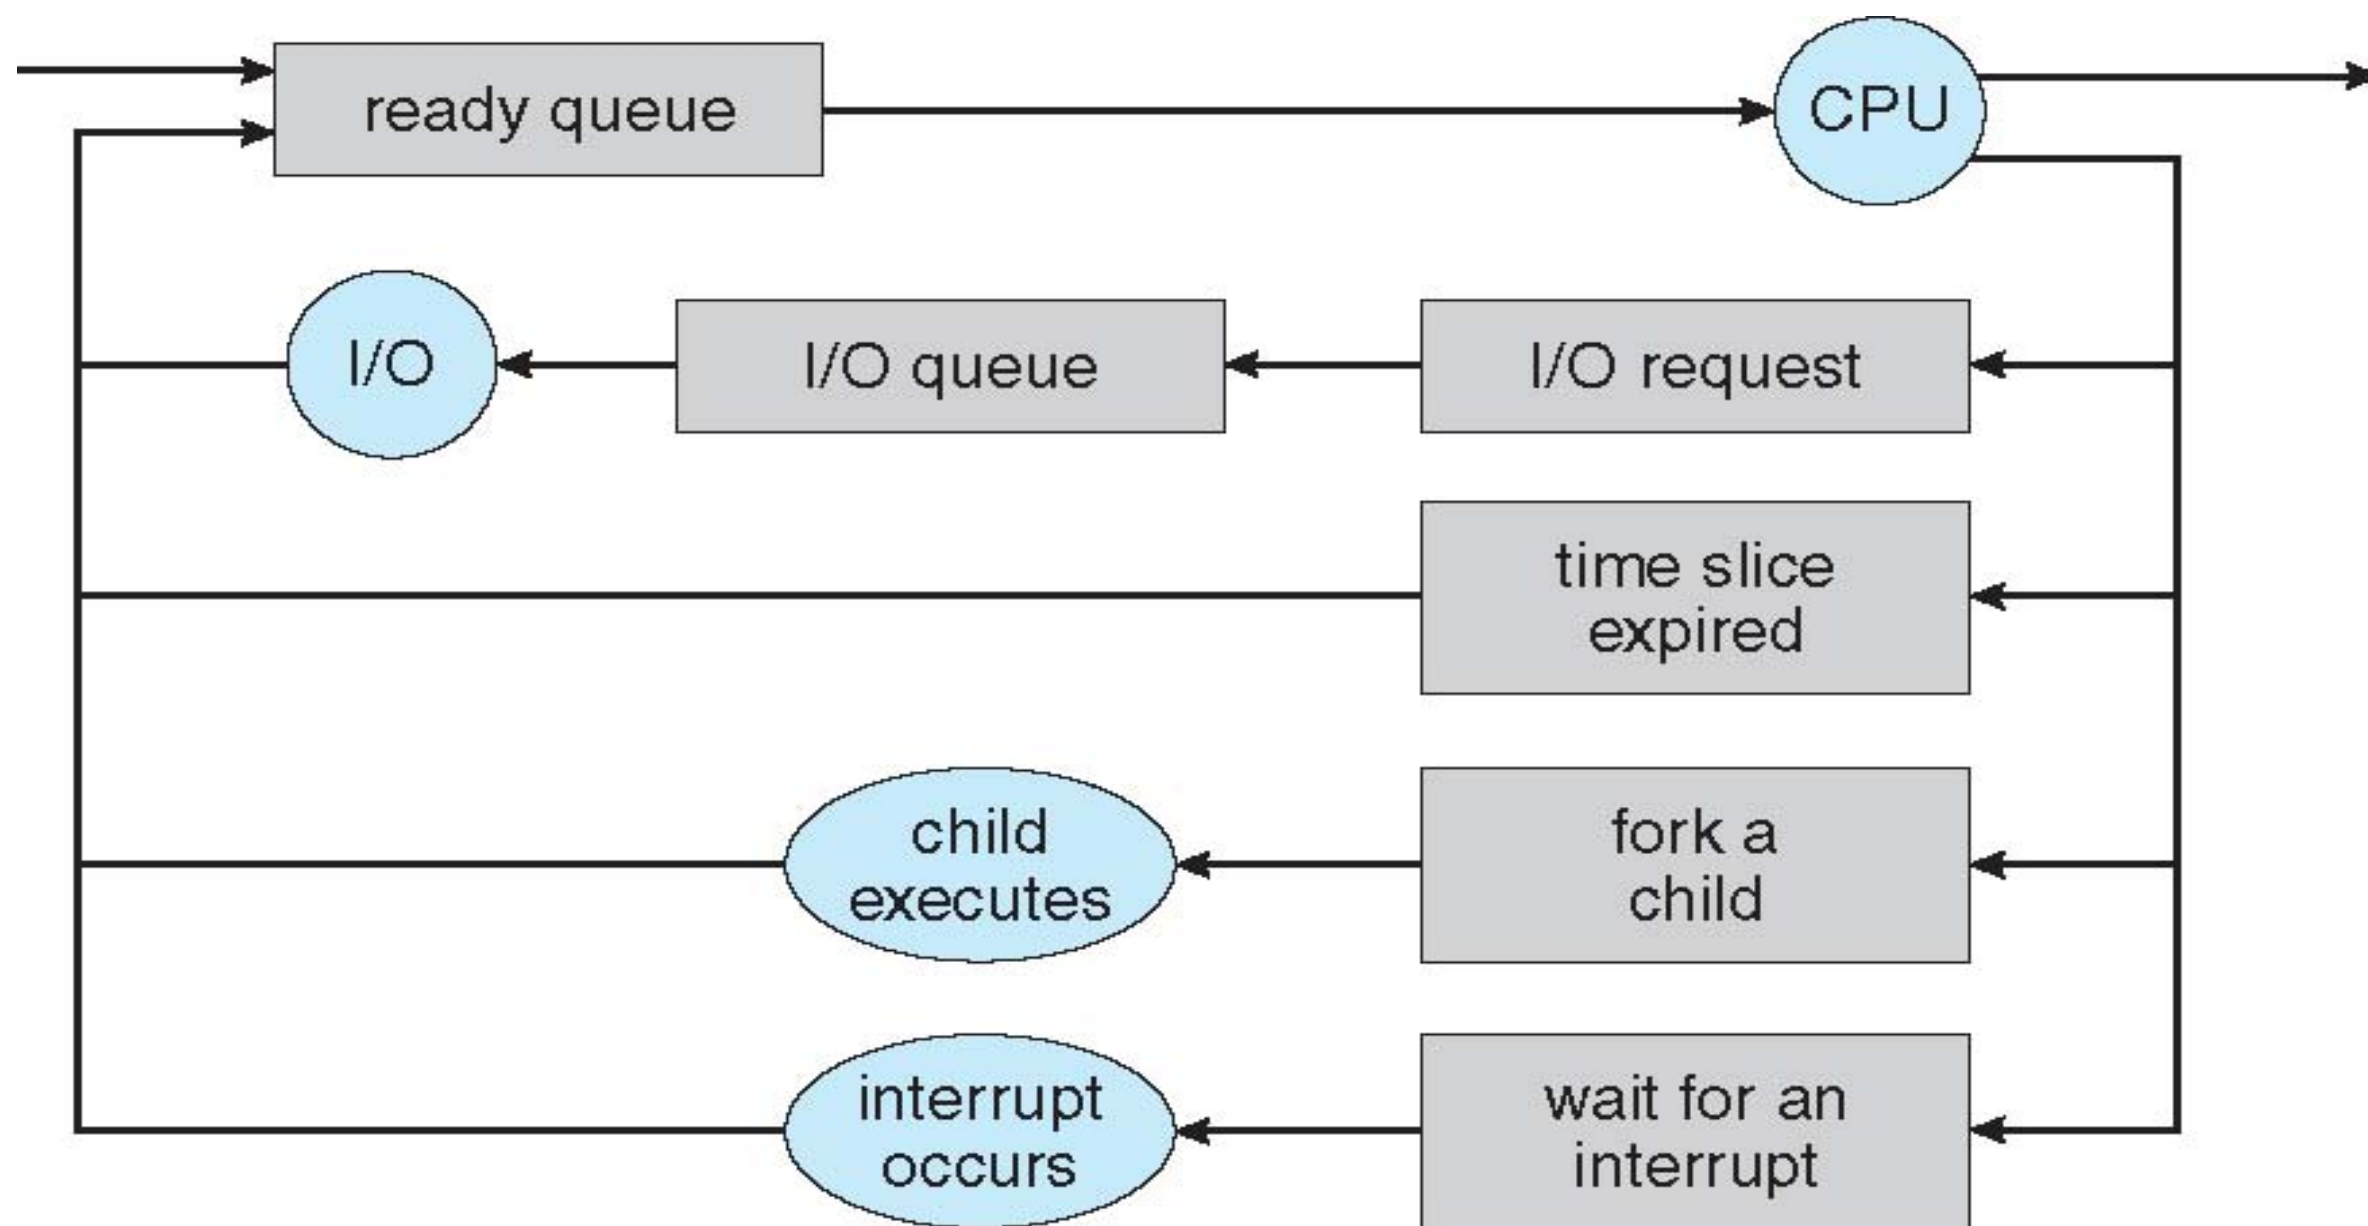 ready queue
CPU
I/O
I/O queue
I/O request
time slice
expired
child
executes
fork a
child
interrupt
occurs
wait for an
interrupt